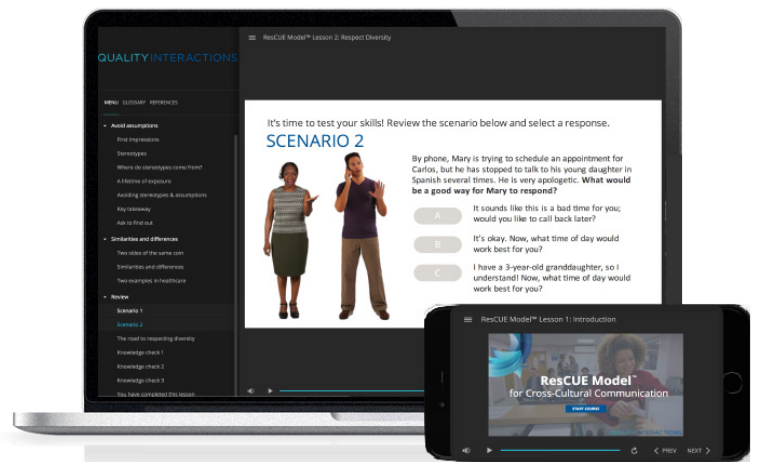 QUALITY INTERACTIONS
MENU GLOSSARY REFERENCES
Avoid assumptions
First impressions
Stereotypes
Where do stereotypes come from?
A lifetime of exposure
Avoiding stereotypes & assumptions
Key takeaway
Ask to find out
Similarities and differences
Two sides of the same coin
Similarities and differences
Two examples in healthcare
Review
Scenario 1
Scenario 2
The road to respecting diversity
Knowledge check 1
Knowledge check 2
Knowledge check 3
You have completed this lesson
ResCUE Model™ Lesson 2: Respect Diversity
It's time to test your skills! Review the scenario below and select a response.
SCENARIO 2
By phone, Mary is trying to schedule an appointment for
Carlos, but he has stopped to talk to his young daughter in
Spanish several times. He is very apologetic. What would
be a good way for Mary to respond?
A
It sounds like this is a bad time for you;
would you like to call back later?
B
It's okay. Now, what time of day would
work best for you?
C
I have a 3-year-old granddaughter, so I
understand! Now, what time of day would
work best for you?
ResCUE Model™ Lesson 1: Introduction
ResCUE Model™
for Cross-Cultural Communication
START COURSE
QUALITY INTERACTIONS
PREV NEXT